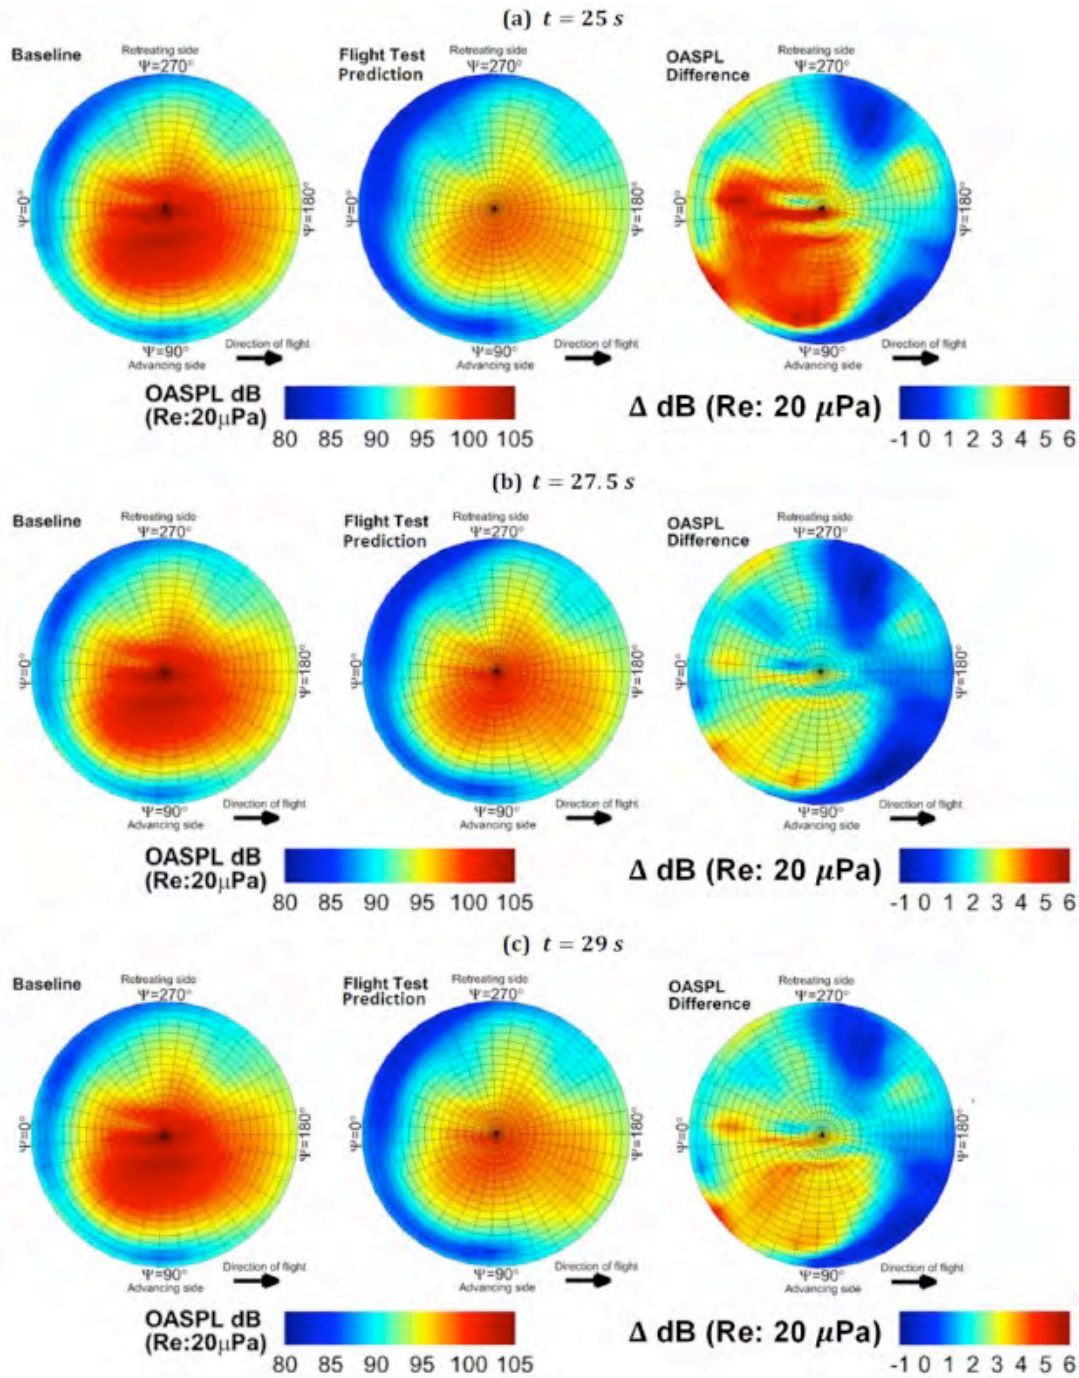 (a) t = 25 s
Baseline
Retreating side
Ψ=270°
Flight Test
Prediction
Retreating side
Ψ=270°
OASPL
Difference
Retreating side
Ψ=270°
Ψ=0°
Ψ=180°
Ψ=0°
Ψ=180°
Ψ=0°
Ψ=180°
Ψ=90°
Advancing side
Direction of flight
Ψ=90°
Advancing side
Direction of flight
Ψ=90°
Advancing side
Direction of flight
OASPL dB
(Re:20μPa)
80 85 90 95 100 105
Δ dB (Re: 20 μPa)
-1 0 1 2 3 4 5 6
(b) t = 27.5 s
Baseline
Retreating side
Ψ=270°
Flight Test
Prediction
Retreating side
Ψ=270°
OASPL
Difference
Retreating side
Ψ=270°
Ψ=0°
Ψ=180°
Ψ=0°
Ψ=180°
Ψ=0°
Ψ=180°
Ψ=90°
Advancing side
Direction of flight
Ψ=90°
Advancing side
Direction of flight
Ψ=90°
Advancing side
Direction of flight
OASPL dB
(Re:20μPa)
80 85 90 95 100 105
Δ dB (Re: 20 μPa)
-1 0 1 2 3 4 5 6
(c) t = 29 s
Baseline
Retreating side
Ψ=270°
Flight Test
Prediction
Retreating side
Ψ=270°
OASPL
Difference
Retreating side
Ψ=270°
Ψ=0°
Ψ=180°
Ψ=0°
Ψ=180°
Ψ=0°
Ψ=180°
Ψ=90°
Advancing side
Direction of flight
Ψ=90°
Advancing side
Direction of flight
Ψ=90°
Advancing side
Direction of flight
OASPL dB
(Re:20μPa)
80 85 90 95 100 105
Δ dB (Re: 20 μPa)
-1 0 1 2 3 4 5 6